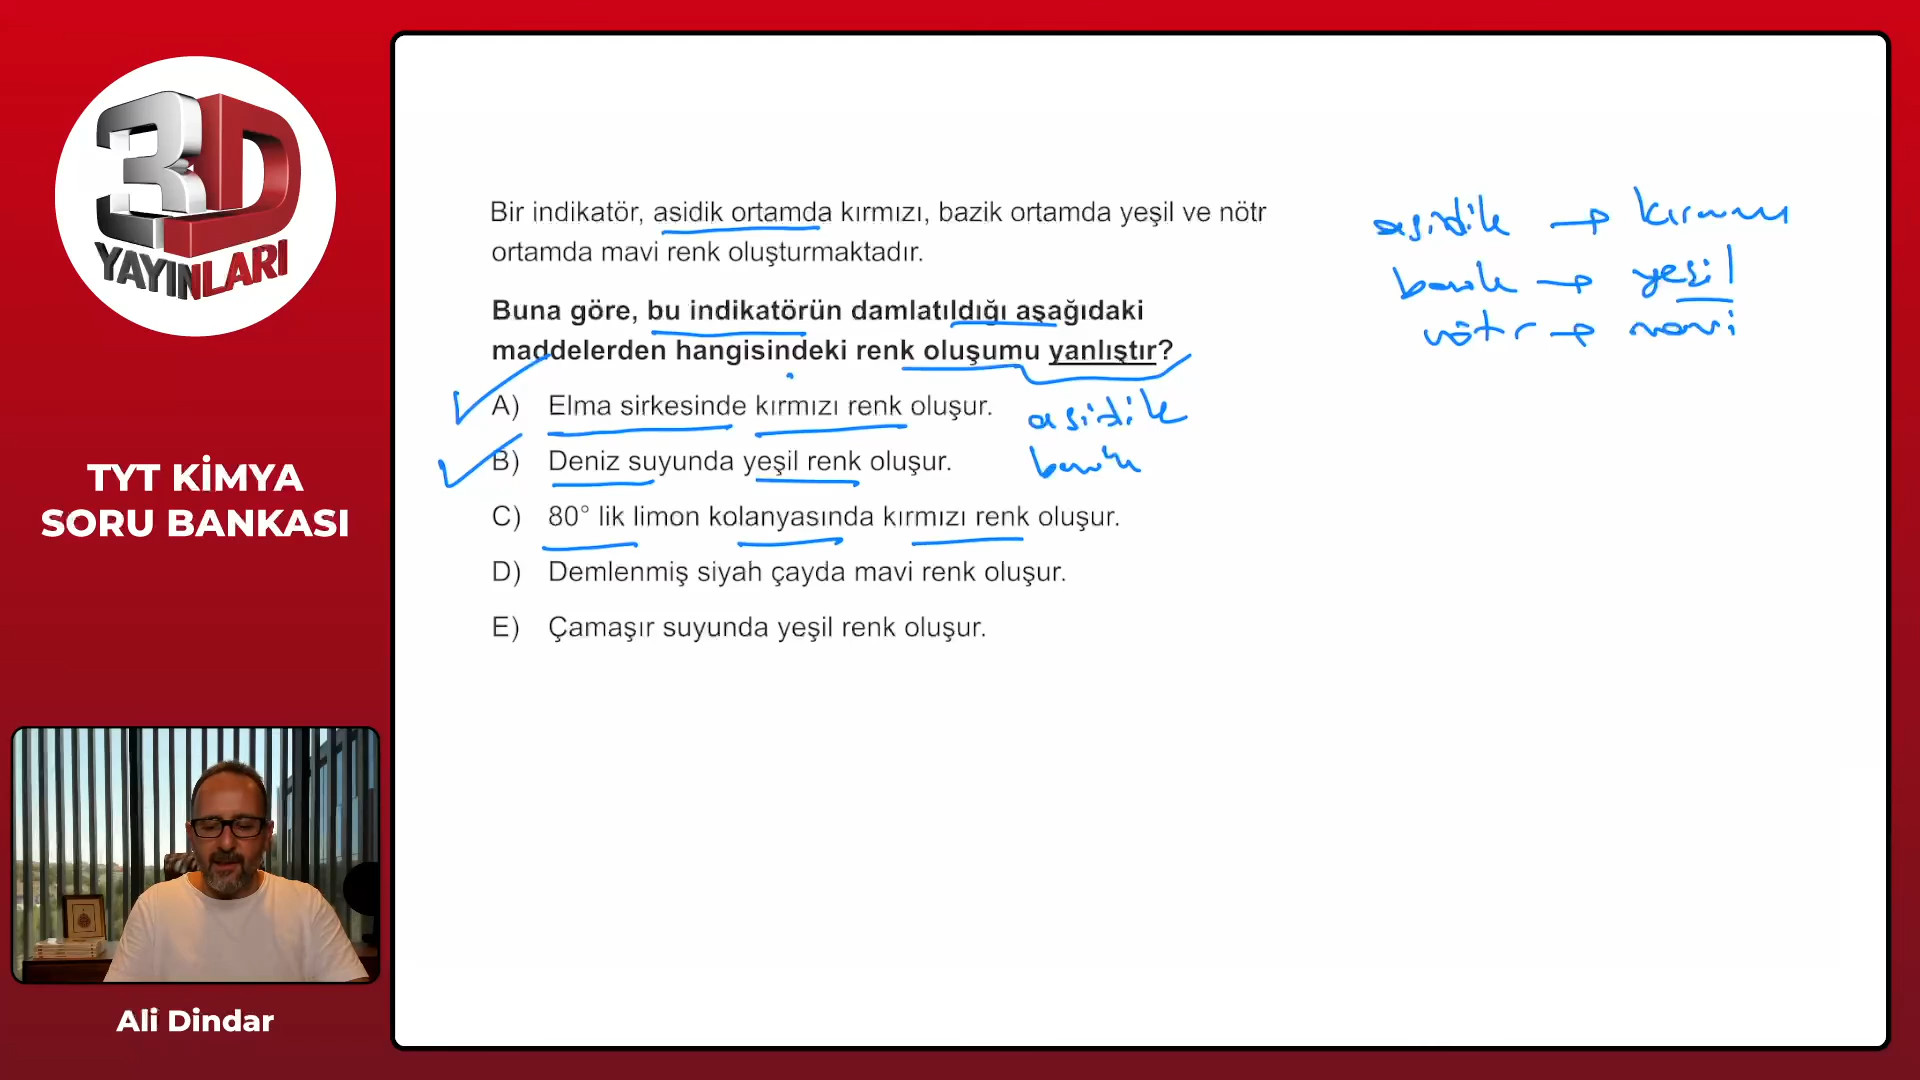 3D
YAYINLARI
TYT KİMYA
SORU BANKASI
Ali Dindar
Bir indikatör, asidik ortamda kırmızı, bazik ortamda yeşil ve nötr
ortamda mavi renk oluşturmaktadır.
Buna göre, bu indikatörün damlatıldığı aşağıdaki
maddelerden hangisindeki renk oluşumu yanlıştır?
A) Elma sirkesinde kırmızı renk oluşur. asidik
B) Deniz suyunda yeşil renk oluşur. bazik
C) 80° lik limon kolanyasında kırmızı renk oluşur.
D) Demlenmiş siyah çayda mavi renk oluşur.
E) Çamaşır suyunda yeşil renk oluşur.
asidik → kırmızı
bazik → yeşil
nötr → mavi